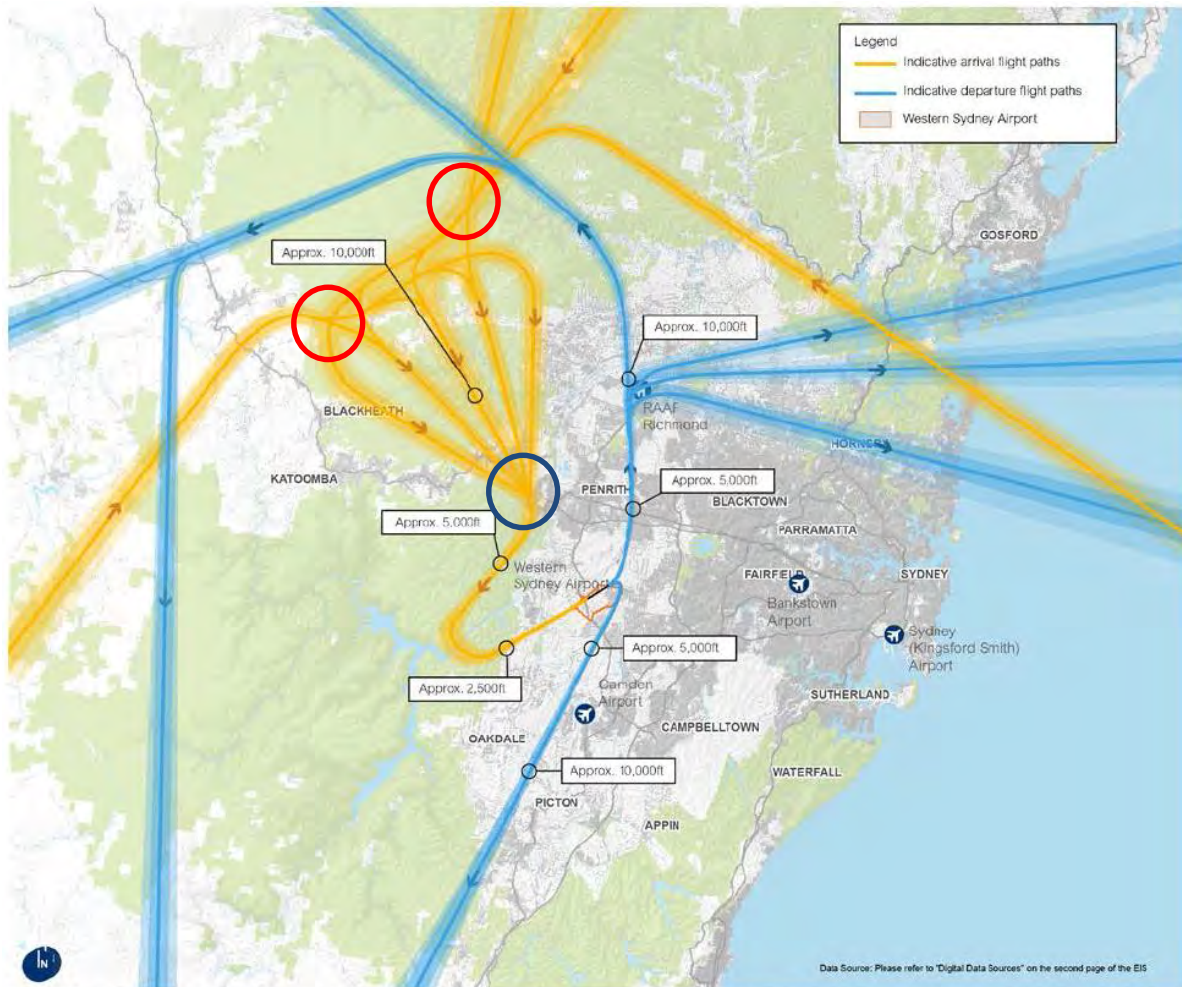 Legend
Indicative arrival flight paths
Indicative departure flight paths
Western Sydney Airport
GOSFORD
Approx. 10,000ft
Approx. 10,000ft
RAAF
Richmond
BLACKHEATH
HORNSBY
KATOOMBA
PENRITH
Approx. 5,000ft
BLACKTOWN
Approx. 5,000ft
PARRAMATTA
Western
Sydney Airport
FAIRFIELD
SYDNEY
Bankstown
Airport
Sydney
(Kingsford Smith)
Airport
Approx. 5,000ft
Approx. 2,500ft
Camden
Airport
SUTHERLAND
OAKDALE
CAMPBELLTOWN
Approx. 10,000ft
WATERFALL
PICTON
APPIN
N
Data Source: Please refer to "Digital Data Sources" on the second page of the EIS